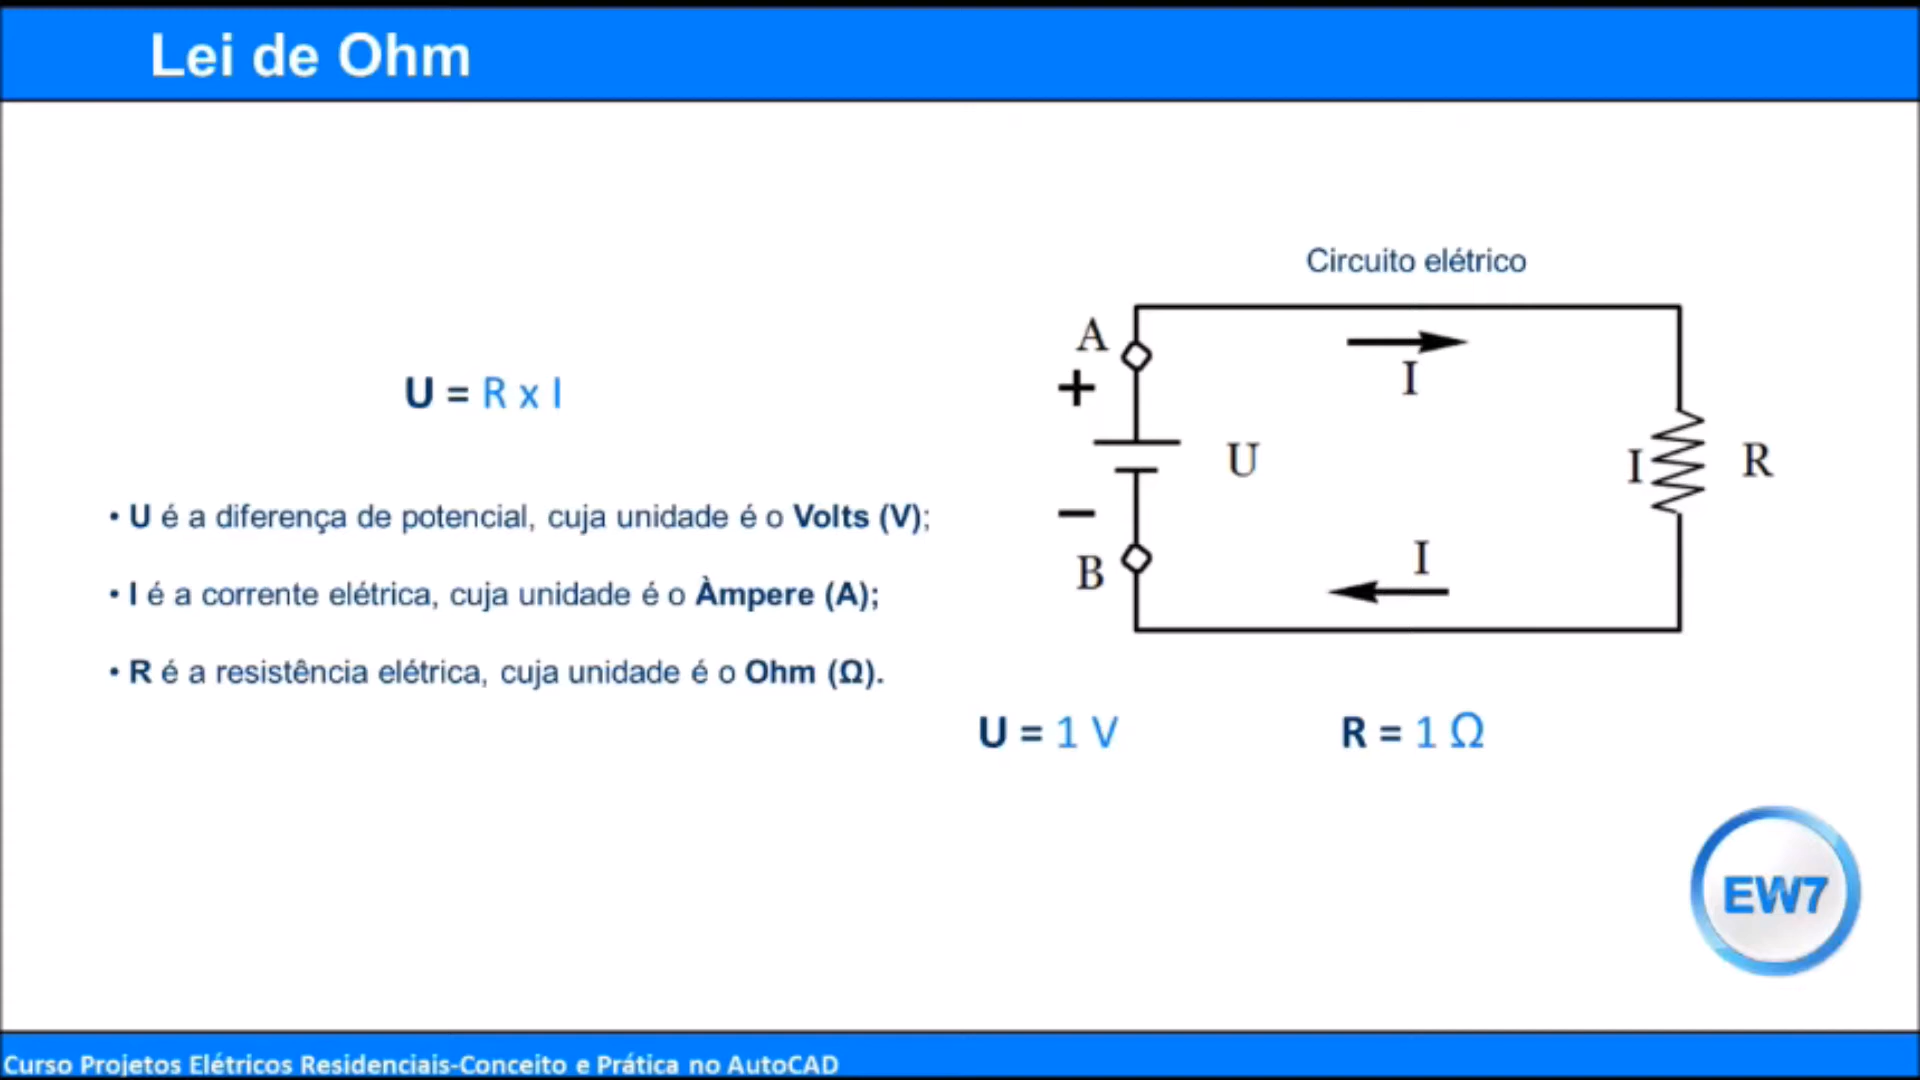 Lei de Ohm
Circuito elétrico
U = R x I
• U é a diferença de potencial, cuja unidade é o Volts (V);
• I é a corrente elétrica, cuja unidade é o Àmpere (A);
• R é a resistência elétrica, cuja unidade é o Ohm (Ω).
A
+
I
U
I
R
−
I
B
U = 1 V
R = 1 Ω
EW7
Curso Projetos Elétricos Residenciais-Conceito e Prática no AutoCAD